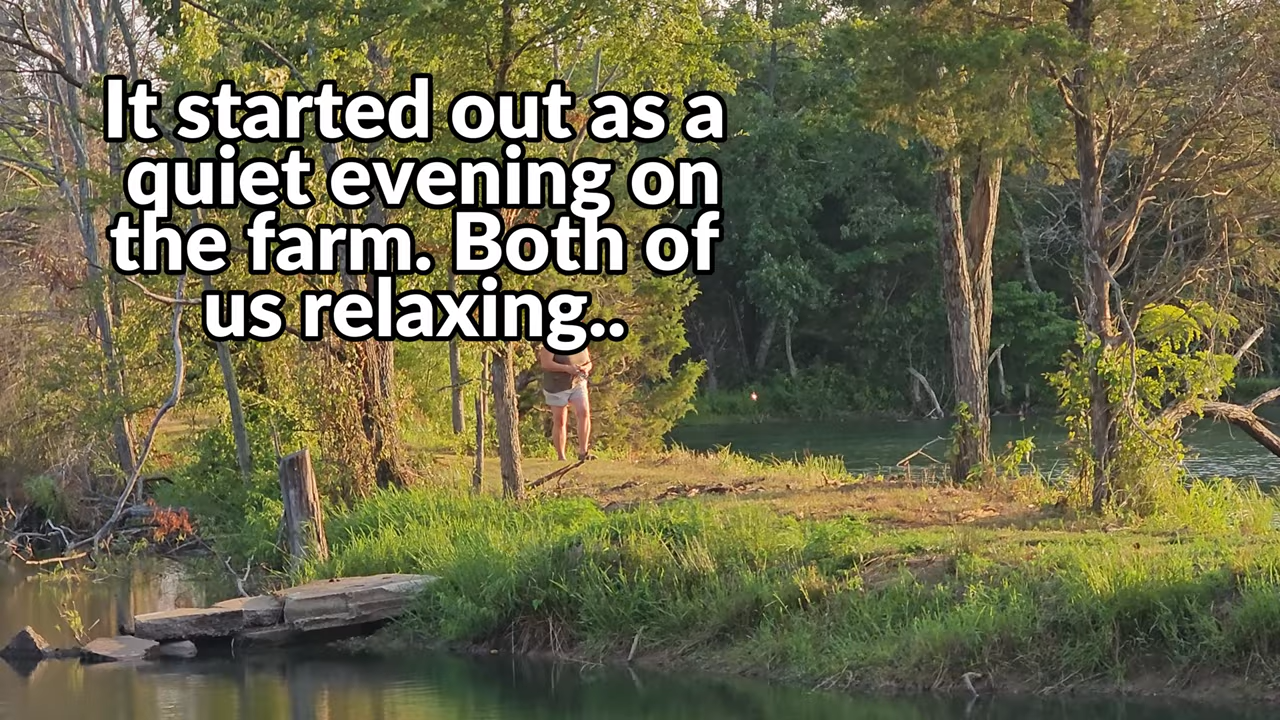 It started out as a
quiet evening on
the farm. Both of
us relaxing..